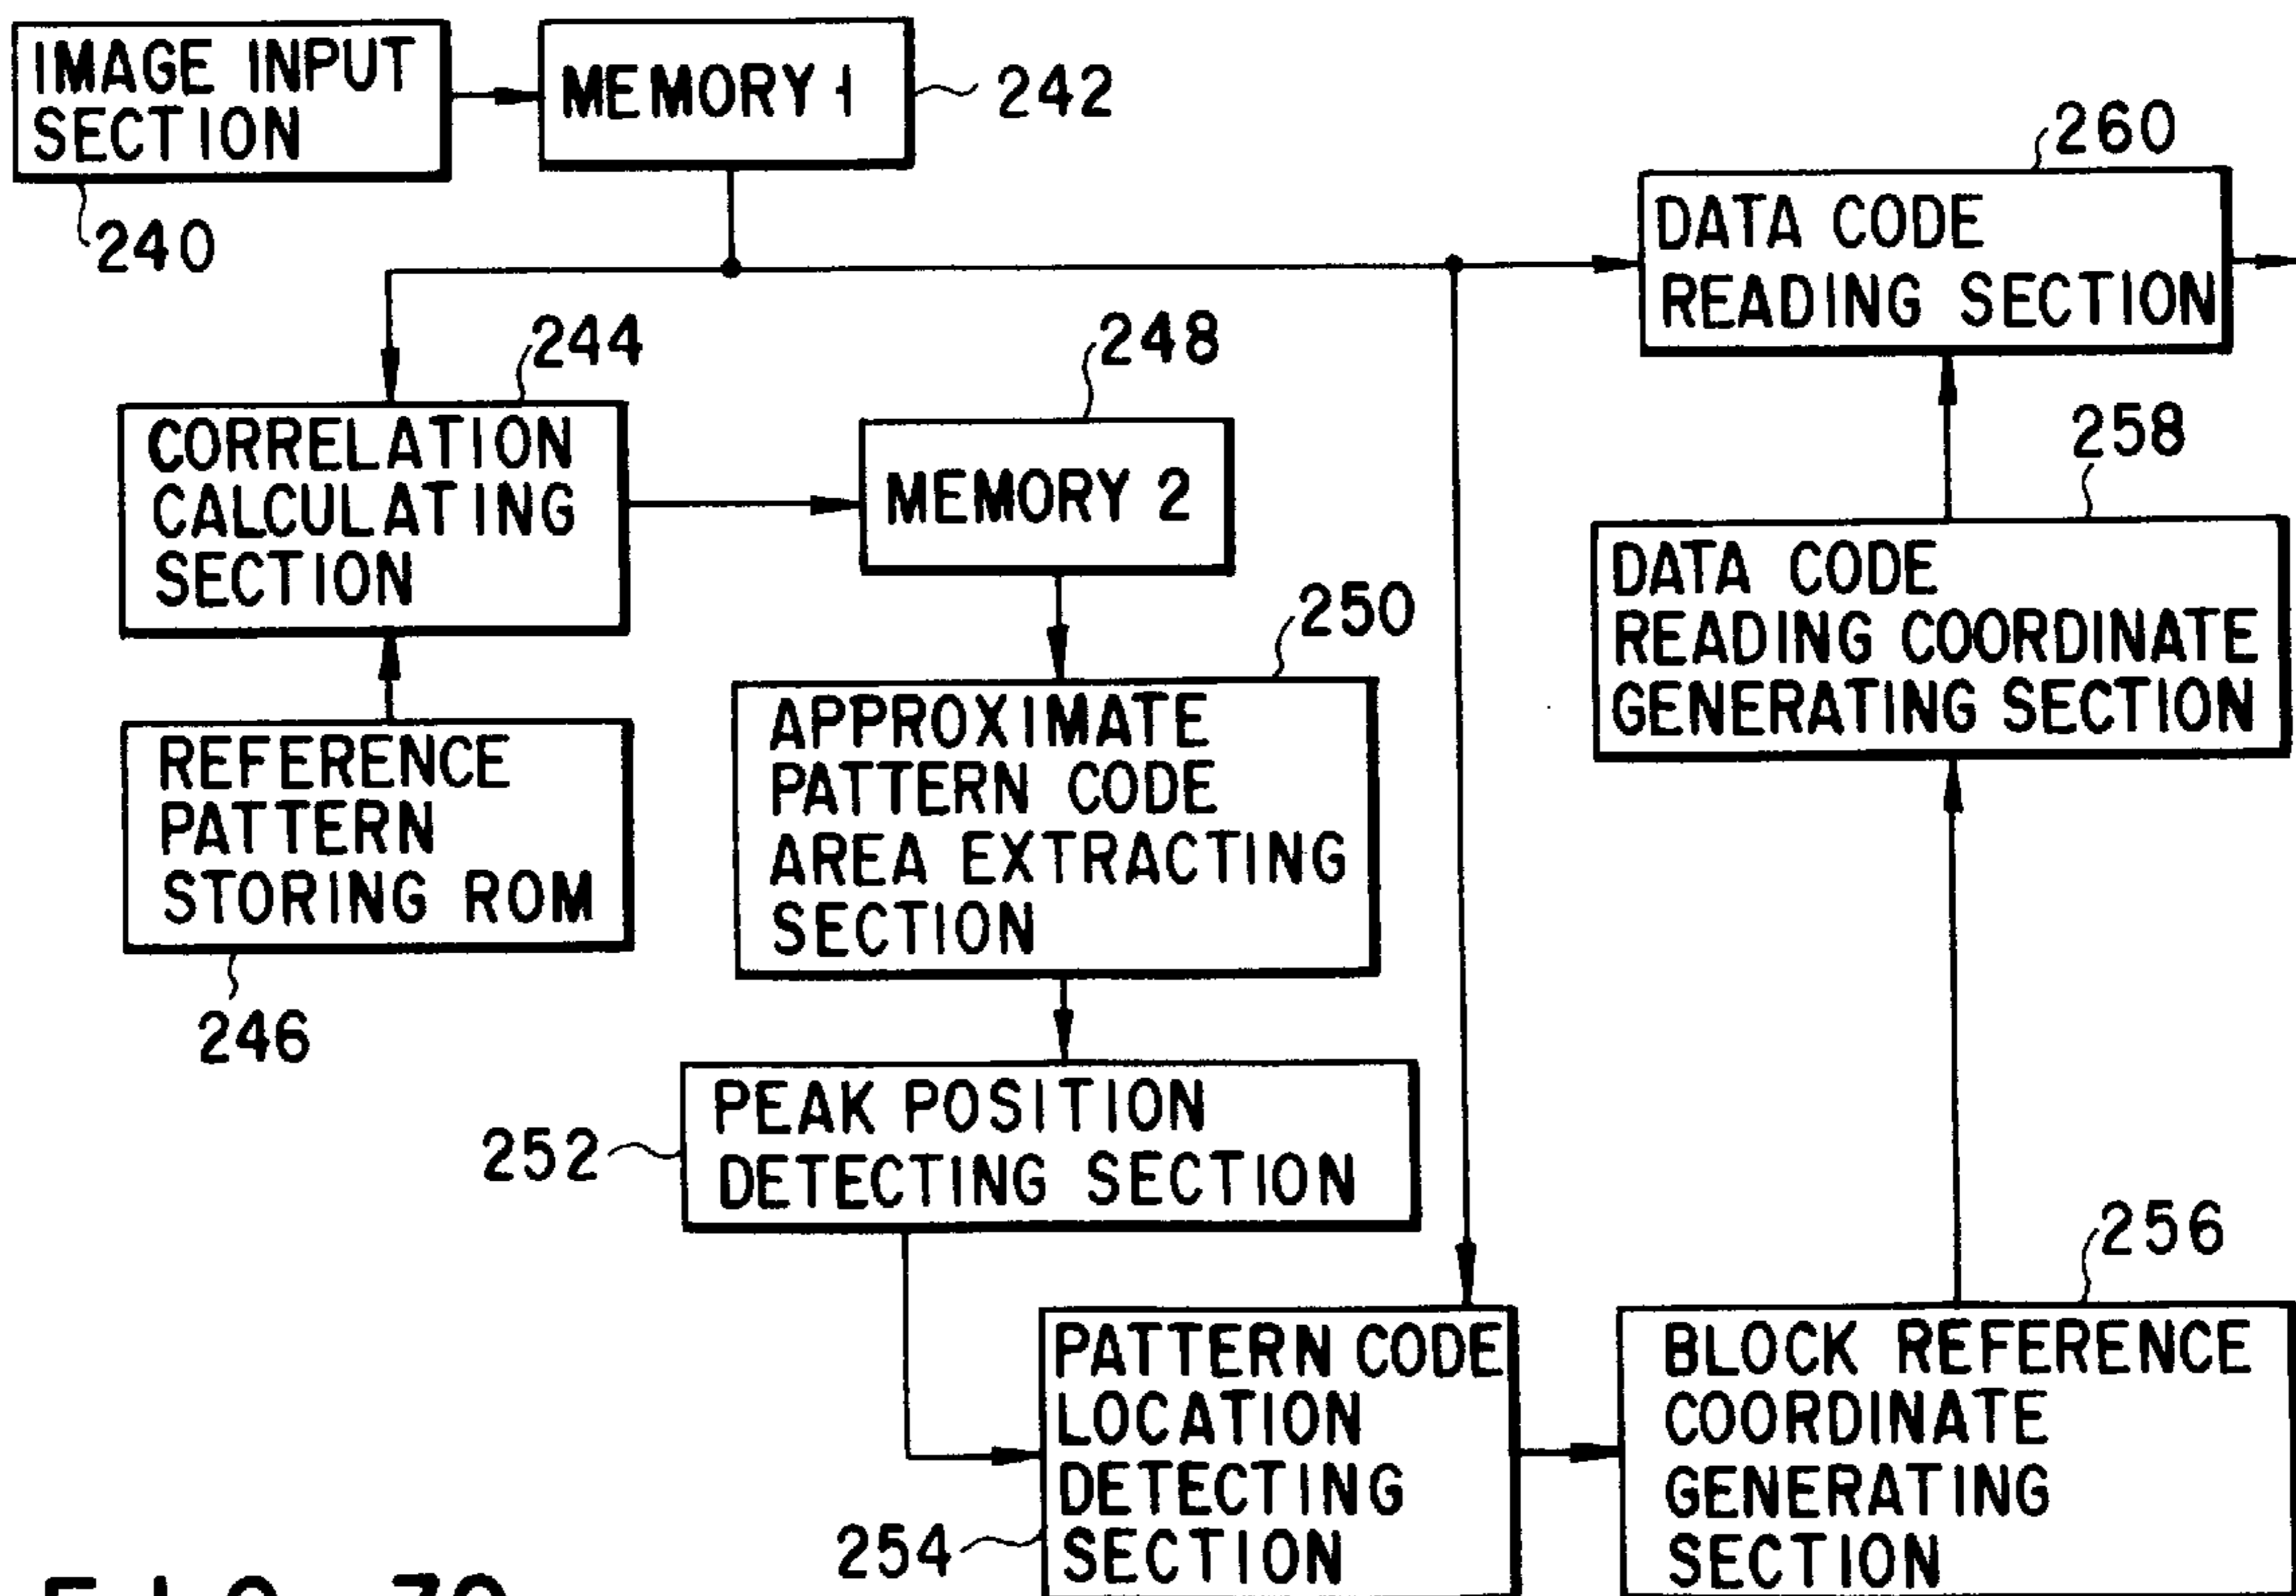 IMAGE INPUT
SECTION
240
MEMORY 1
242
260
DATA CODE
READING SECTION
244
CORRELATION
CALCULATING
SECTION
248
MEMORY 2
258
DATA CODE
READING COORDINATE
GENERATING SECTION
REFERENCE
PATTERN
STORING ROM
246
250
APPROXIMATE
PATTERN CODE
AREA EXTRACTING
SECTION
252
PEAK POSITION
DETECTING SECTION
254
PATTERN CODE
LOCATION
DETECTING
SECTION
256
BLOCK REFERENCE
COORDINATE
GENERATING
SECTION